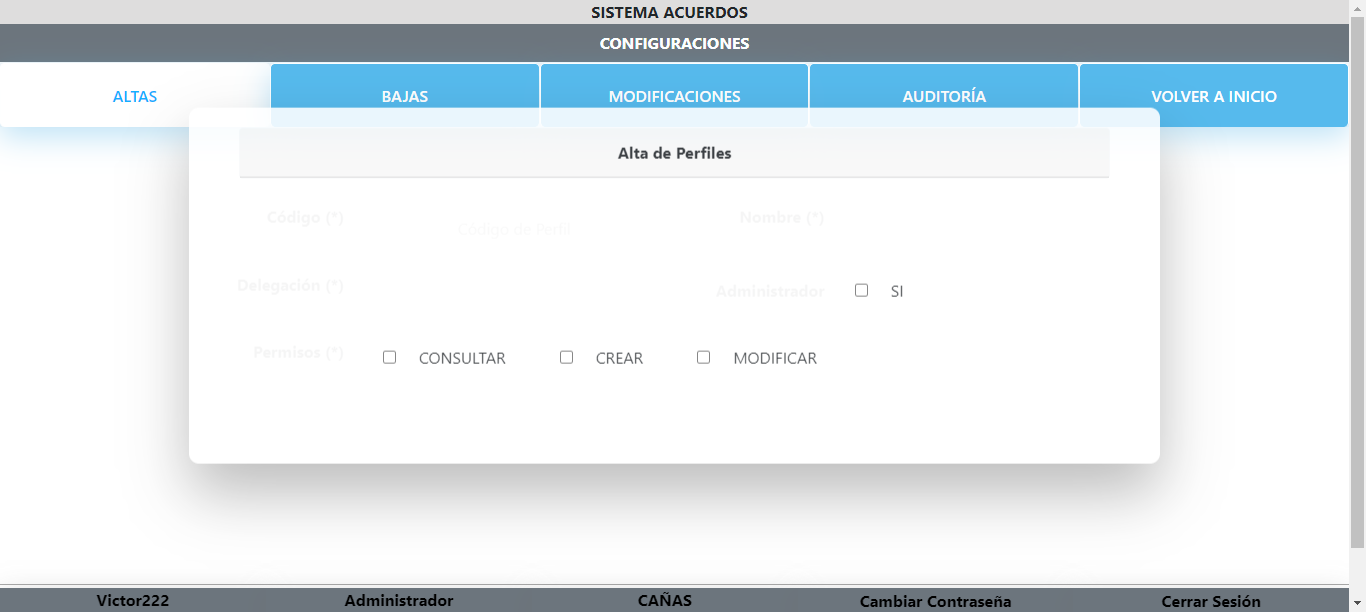 SISTEMA ACUERDOS
CONFIGURACIONES
ALTAS BAJAS MODIFICACIONES AUDITORÍA VOLVER A INICIO
Alta de Perfiles
Código (*) Código de Perfil Nombre (*)
Delegación (*) Administrador SI
Permisos (*) CONSULTAR CREAR MODIFICAR
Victor222 Administrador CAÑAS Cambiar Contraseña Cerrar Sesión